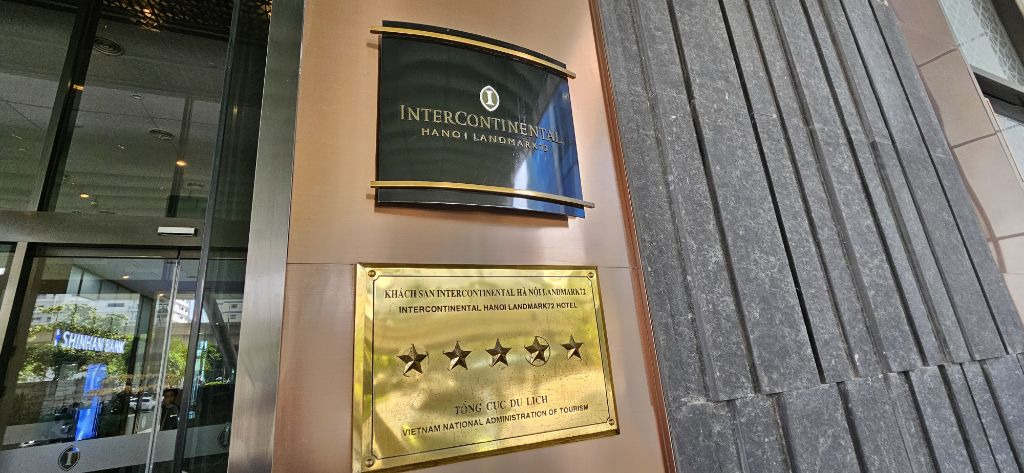 I
INTERCONTINENTAL
HANOI LANDMARK72
KHÁCH SẠN INTERCONTINENTAL HÀ NỘI LANDMARK72
INTERCONTINENTAL HANOI LANDMARK72 HOTEL
TỔNG CỤC DU LỊCH
VIETNAM NATIONAL ADMINISTRATION OF TOURISM
SHINHAN BANK
I